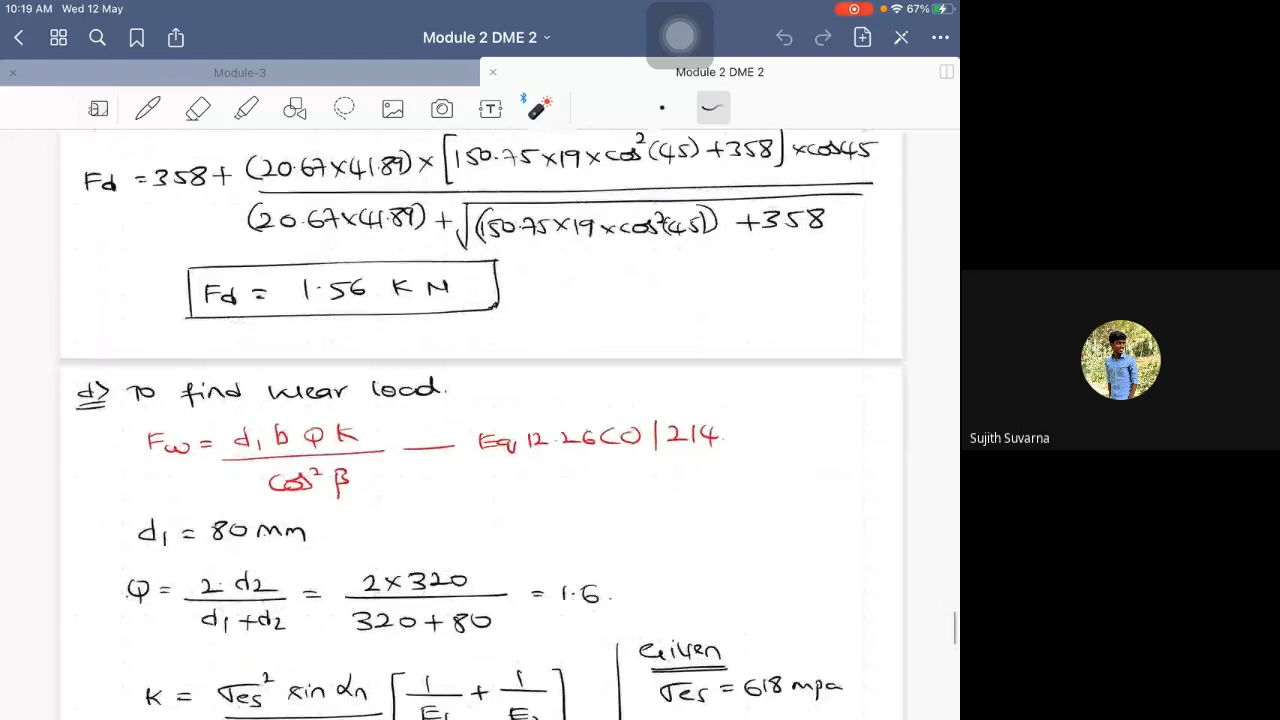 10:19 AM Wed 12 May
67%
Module 2 DME 2
Module-3
Module 2 DME 2
T
Fd = 358 + (20.67×41.89) × [150.75×19×cos²(45) +358] ×cos45
(20.67×41.89) + √(150.75×19×cos²(45)) +358
Fd = 1.56 KN
d> To find wear load.
Fω = d1 b Q K / cos² β — Eq 12.26(i) / 214.
d1 = 80 mm
Q = 2·d2 / d1+d2 = 2×320 / 320+80 = 1.6.
Given
K = σes² sin αn [1/E1 + 1/E2]
σes = 618 mpa
Sujith Suvarna